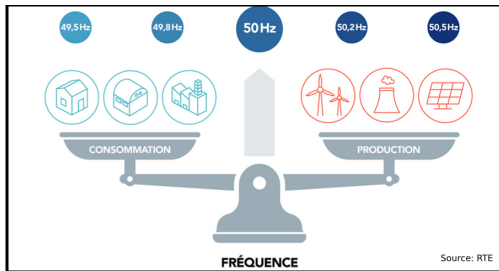 49,5Hz
49,8Hz
50Hz
50,2Hz
50,5Hz
CONSOMMATION
PRODUCTION
FRÉQUENCE
Source: RTE